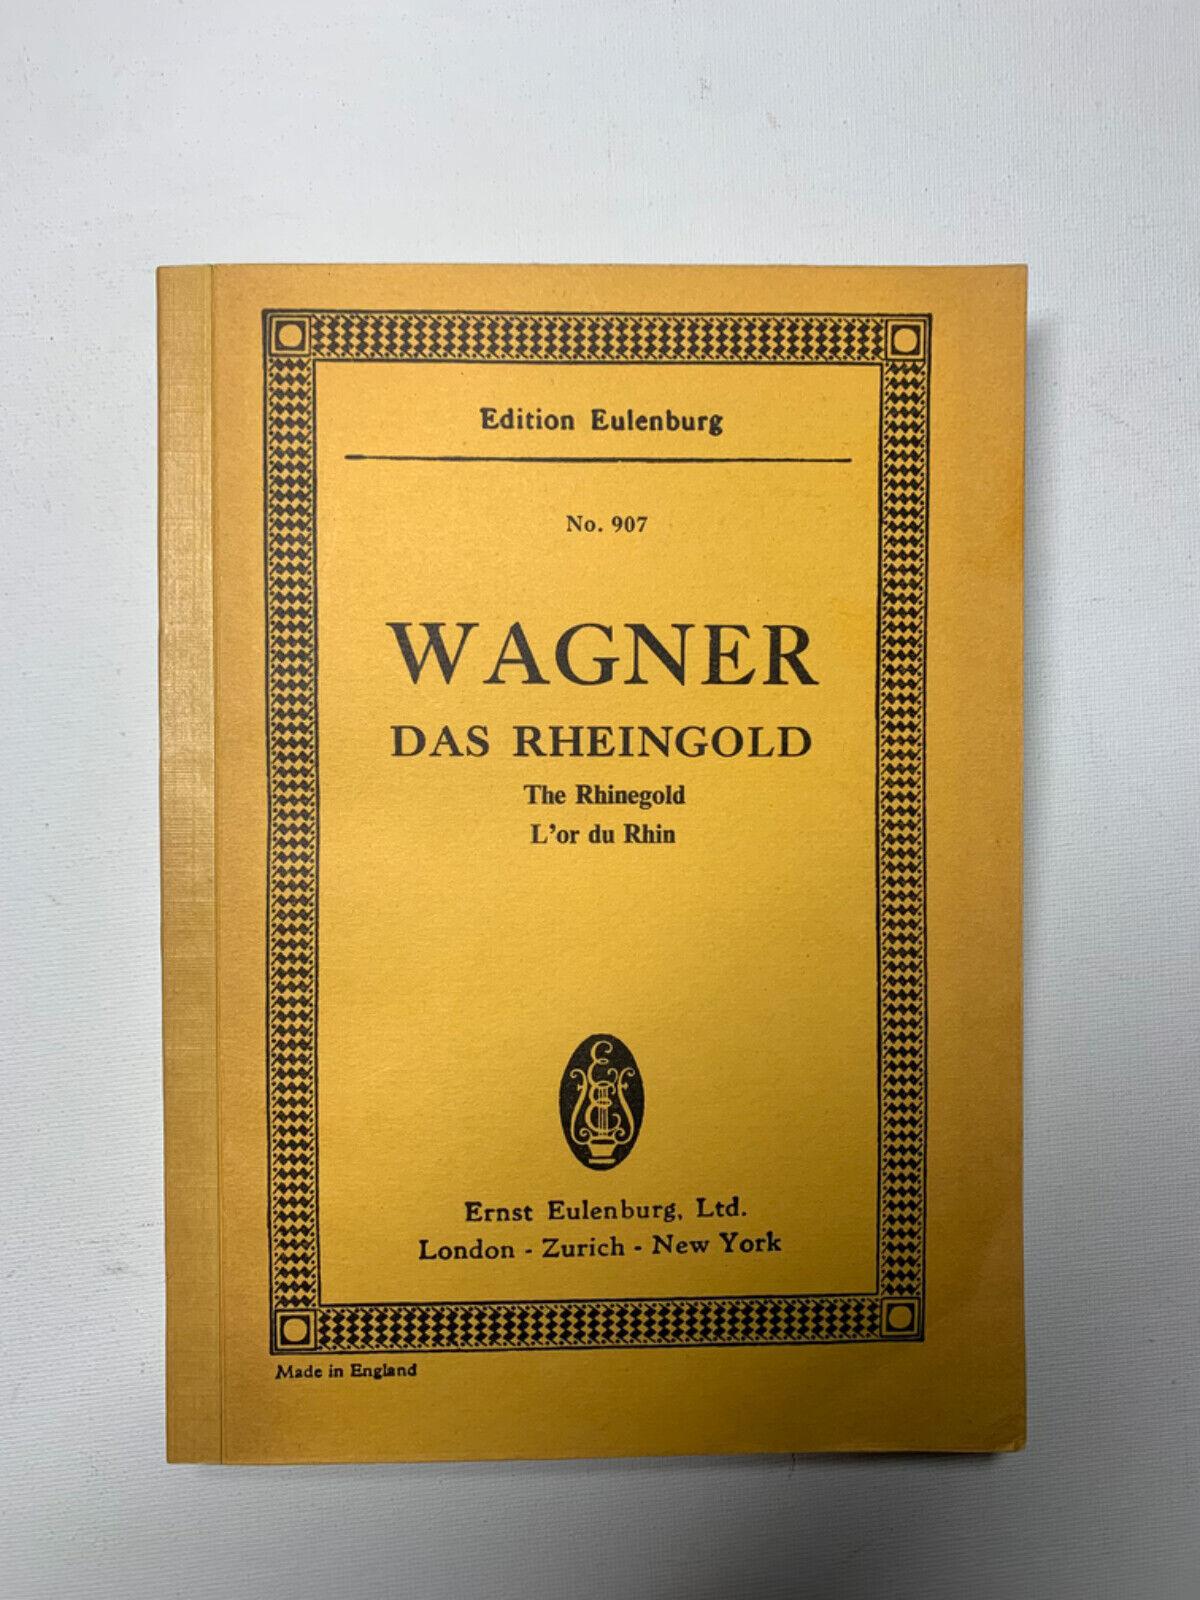 Edition Eulenburg
No. 907
WAGNER
DAS RHEINGOLD
The Rhinegold
L'or du Rhin
E
E
E
Ernst Eulenburg, Ltd.
London - Zurich - New York
Made in England